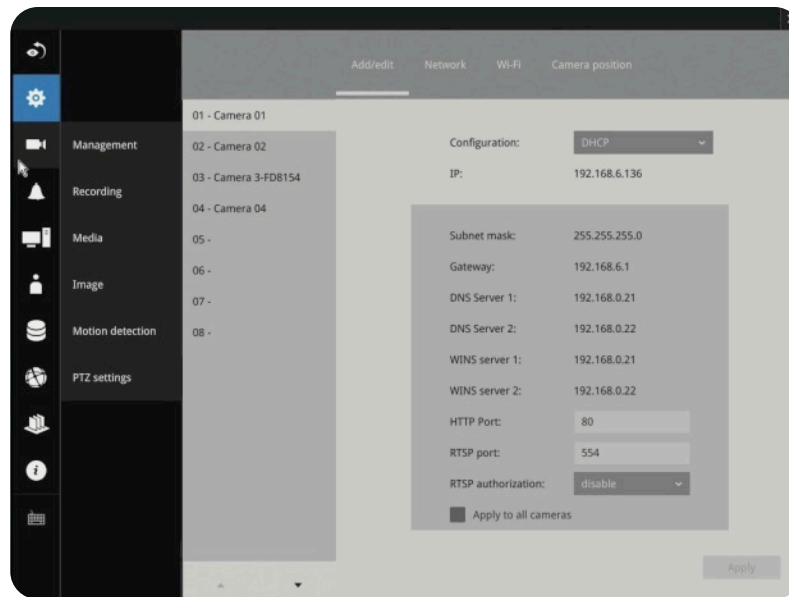 Add/edit Network Wi-Fi Camera position
Management
Recording
Media
Image
Motion detection
PTZ settings
01 - Camera 01
02 - Camera 02
03 - Camera 3-FD8154
04 - Camera 04
05 -
06 -
07 -
08 -
Configuration: DHCP
IP: 192.168.6.136
Subnet mask: 255.255.255.0
Gateway: 192.168.6.1
DNS Server 1: 192.168.0.21
DNS Server 2: 192.168.0.22
WINS server 1: 192.168.0.21
WINS server 2: 192.168.0.22
HTTP Port: 80
RTSP port: 554
RTSP authorization: disable
Apply to all cameras
Apply